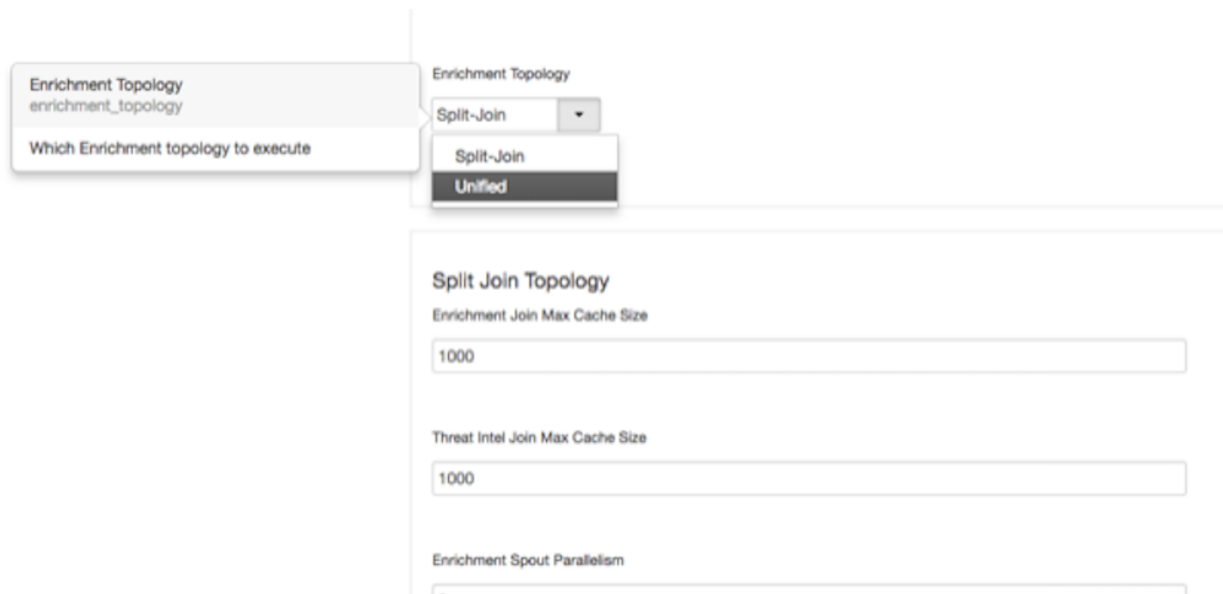 Enrichment Topology
enrichment_topology
Which Enrichment topology to execute
Enrichment Topology
Split-Join
Split-Join
Unified
Split Join Topology
Enrichment Join Max Cache Size
1000
Threat Intel Join Max Cache Size
1000
Enrichment Spout Parallelism